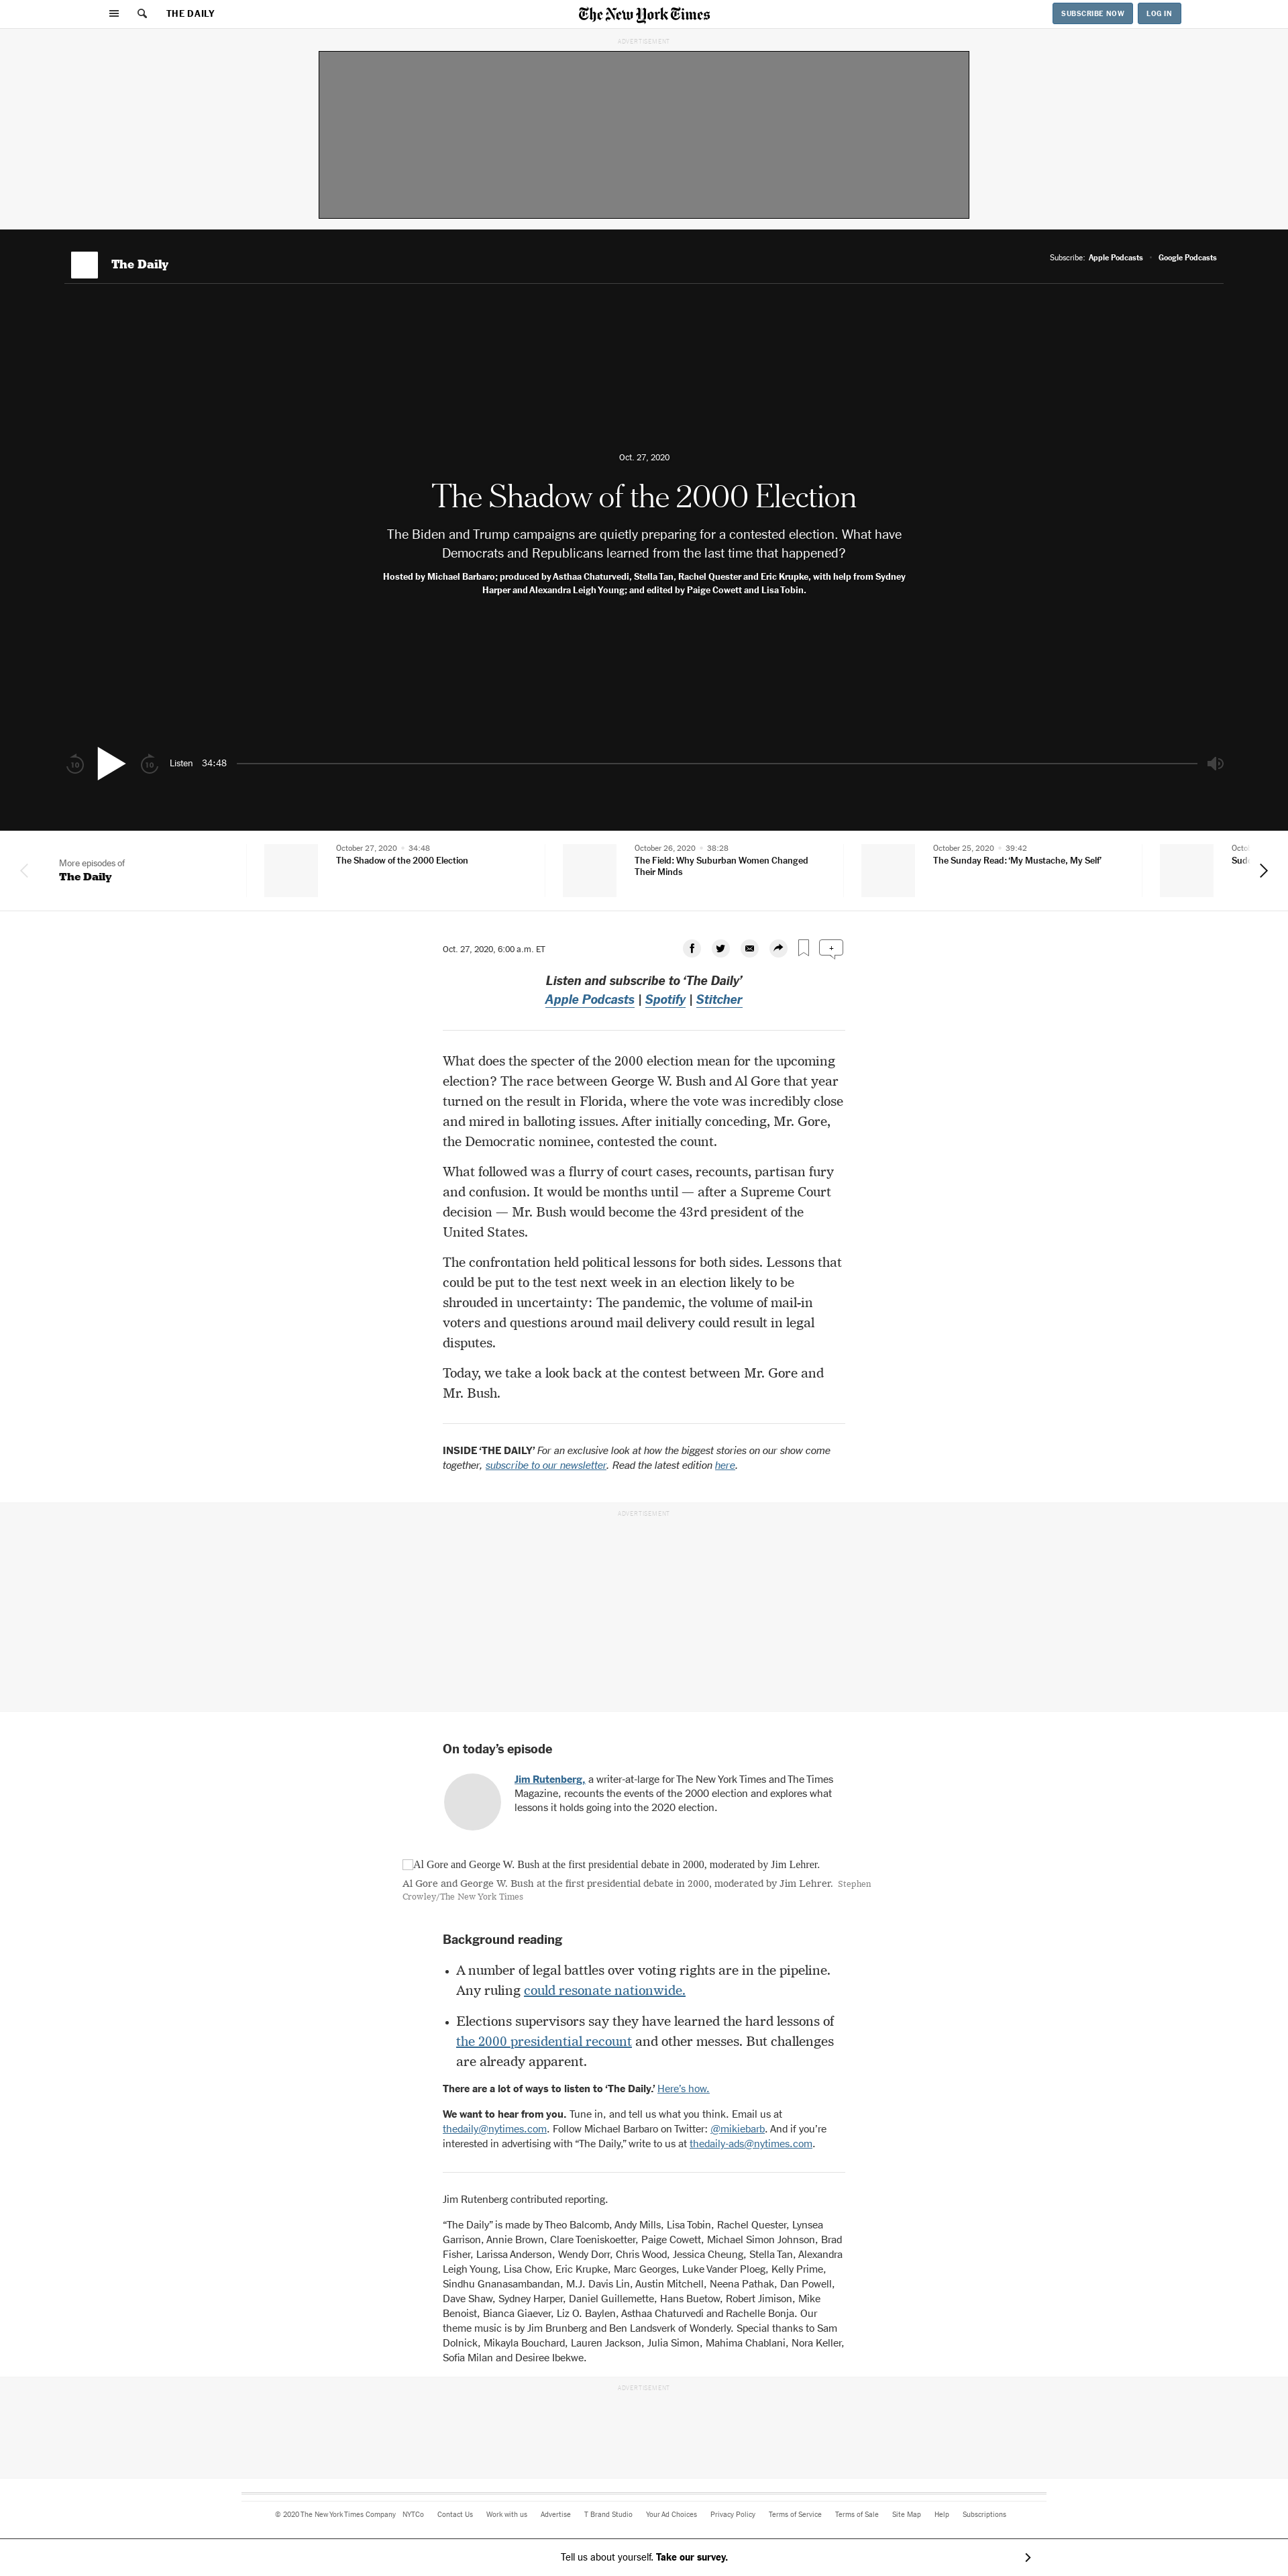 THE DAILY
The New York Times
SUBSCRIBE NOW
LOG IN
ADVERTISEMENT
The Daily
Subscribe: Apple Podcasts • Google Podcasts
Oct. 27, 2020
The Shadow of the 2000 Election
The Biden and Trump campaigns are quietly preparing for a contested election. What have
Democrats and Republicans learned from the last time that happened?
Hosted by Michael Barbaro; produced by Asthaa Chaturvedi, Stella Tan, Rachel Quester and Eric Krupke, with help from Sydney
Harper and Alexandra Leigh Young; and edited by Paige Cowett and Lisa Tobin.
10
10
Listen 34:48
More episodes of
The Daily
October 27, 2020 • 34:48
The Shadow of the 2000 Election
October 26, 2020 • 38:28
The Field: Why Suburban Women Changed
Their Minds
October 25, 2020 • 39:42
The Sunday Read: ‘My Mustache, My Self’
Oct. 27, 2020, 6:00 a.m. ET
+
Listen and subscribe to ‘The Daily’
Apple Podcasts | Spotify | Stitcher
What does the specter of the 2000 election mean for the upcoming
election? The race between George W. Bush and Al Gore that year
turned on the result in Florida, where the vote was incredibly close
and mired in balloting issues. After initially conceding, Mr. Gore,
the Democratic nominee, contested the count.
What followed was a flurry of court cases, recounts, partisan fury
and confusion. It would be months until — after a Supreme Court
decision — Mr. Bush would become the 43rd president of the
United States.
The confrontation held political lessons for both sides. Lessons that
could be put to the test next week in an election likely to be
shrouded in uncertainty: The pandemic, the volume of mail-in
voters and questions around mail delivery could result in legal
disputes.
Today, we take a look back at the contest between Mr. Gore and
Mr. Bush.
INSIDE ‘THE DAILY’ For an exclusive look at how the biggest stories on our show come
together, subscribe to our newsletter. Read the latest edition here.
ADVERTISEMENT
On today’s episode
Jim Rutenberg, a writer-at-large for The New York Times and The Times
Magazine, recounts the events of the 2000 election and explores what
lessons it holds going into the 2020 election.
Al Gore and George W. Bush at the first presidential debate in 2000, moderated by Jim Lehrer.
Al Gore and George W. Bush at the first presidential debate in 2000, moderated by Jim Lehrer. Stephen
Crowley/The New York Times
Background reading
• A number of legal battles over voting rights are in the pipeline.
Any ruling could resonate nationwide.
• Elections supervisors say they have learned the hard lessons of
the 2000 presidential recount and other messes. But challenges
are already apparent.
There are a lot of ways to listen to ‘The Daily.’ Here’s how.
We want to hear from you. Tune in, and tell us what you think. Email us at
thedaily@nytimes.com. Follow Michael Barbaro on Twitter: @mikiebarb. And if you’re
interested in advertising with “The Daily,” write to us at thedaily-ads@nytimes.com.
Jim Rutenberg contributed reporting.
“The Daily” is made by Theo Balcomb, Andy Mills, Lisa Tobin, Rachel Quester, Lynsea
Garrison, Annie Brown, Clare Toeniskoetter, Paige Cowett, Michael Simon Johnson, Brad
Fisher, Larissa Anderson, Wendy Dorr, Chris Wood, Jessica Cheung, Stella Tan, Alexandra
Leigh Young, Lisa Chow, Eric Krupke, Marc Georges, Luke Vander Ploeg, Kelly Prime,
Sindhu Gnanasambandan, M.J. Davis Lin, Austin Mitchell, Neena Pathak, Dan Powell,
Dave Shaw, Sydney Harper, Daniel Guillemette, Hans Buetow, Robert Jimison, Mike
Benoist, Bianca Giaever, Liz O. Baylen, Asthaa Chaturvedi and Rachelle Bonja. Our
theme music is by Jim Brunberg and Ben Landsverk of Wonderly. Special thanks to Sam
Dolnick, Mikayla Bouchard, Lauren Jackson, Julia Simon, Mahima Chablani, Nora Keller,
Sofia Milan and Desiree Ibekwe.
ADVERTISEMENT
© 2020 The New York Times Company NYTCo Contact Us Work with us Advertise T Brand Studio Your Ad Choices Privacy Policy Terms of Service Terms of Sale Site Map Help Subscriptions
Tell us about yourself. Take our survey.